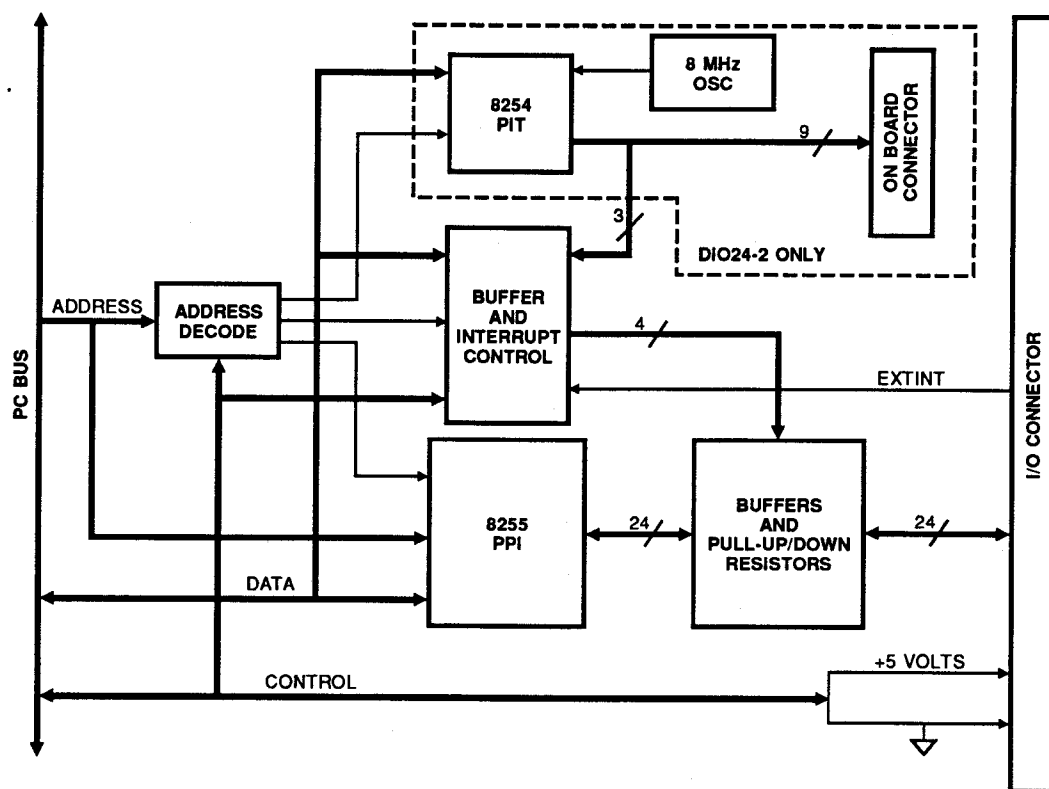 8 MHz
OSC
8254
PIT
9
ON BOARD
CONNECTOR
3
DiO24-2 ONLY
ADDRESS
ADDRESS
DECODE
BUFFER
AND
INTERRUPT
CONTROL
4
EXTINT
PC BUS
I/O CONNECTOR
8255
PPI
24
BUFFERS
AND
PULL-UP/DOWN
RESISTORS
24
DATA
+5 VOLTS
CONTROL